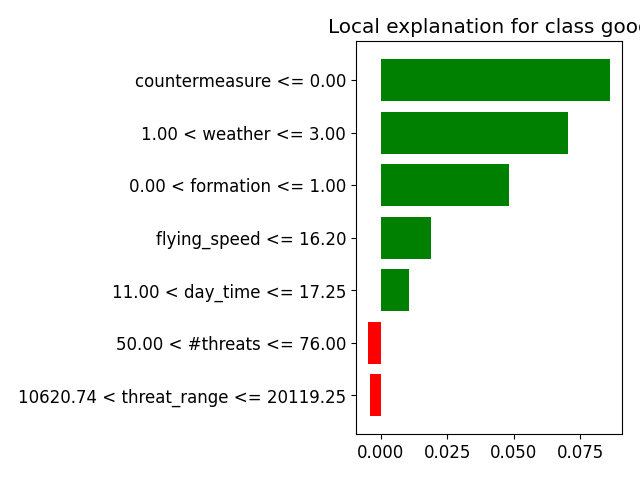 Local explanation for class good
countermeasure <= 0.00
1.00 < weather <= 3.00
0.00 < formation <= 1.00
flying_speed <= 16.20
11.00 < day_time <= 17.25
50.00 < #threats <= 76.00
10620.74 < threat_range <= 20119.25
0.000 0.025 0.050 0.075